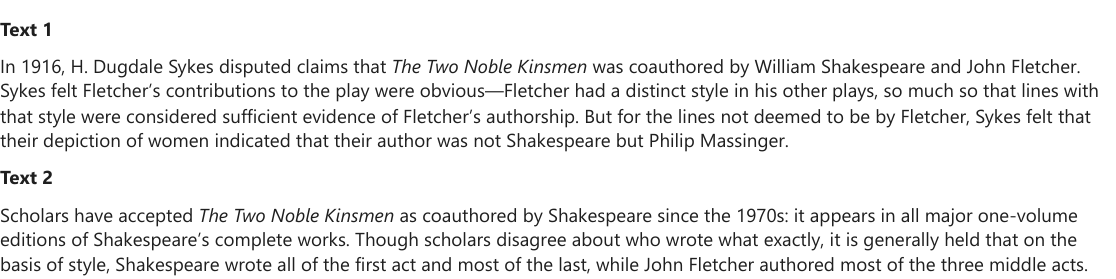 Text 1
In 1916, H. Dugdale Sykes disputed claims that The Two Noble Kinsmen was coauthored by William Shakespeare and John Fletcher.
Sykes felt Fletcher’s contributions to the play were obvious—Fletcher had a distinct style in his other plays, so much so that lines with
that style were considered sufficient evidence of Fletcher’s authorship. But for the lines not deemed to be by Fletcher, Sykes felt that
their depiction of women indicated that their author was not Shakespeare but Philip Massinger.
Text 2
Scholars have accepted The Two Noble Kinsmen as coauthored by Shakespeare since the 1970s: it appears in all major one-volume
editions of Shakespeare’s complete works. Though scholars disagree about who wrote what exactly, it is generally held that on the
basis of style, Shakespeare wrote all of the first act and most of the last, while John Fletcher authored most of the three middle acts.